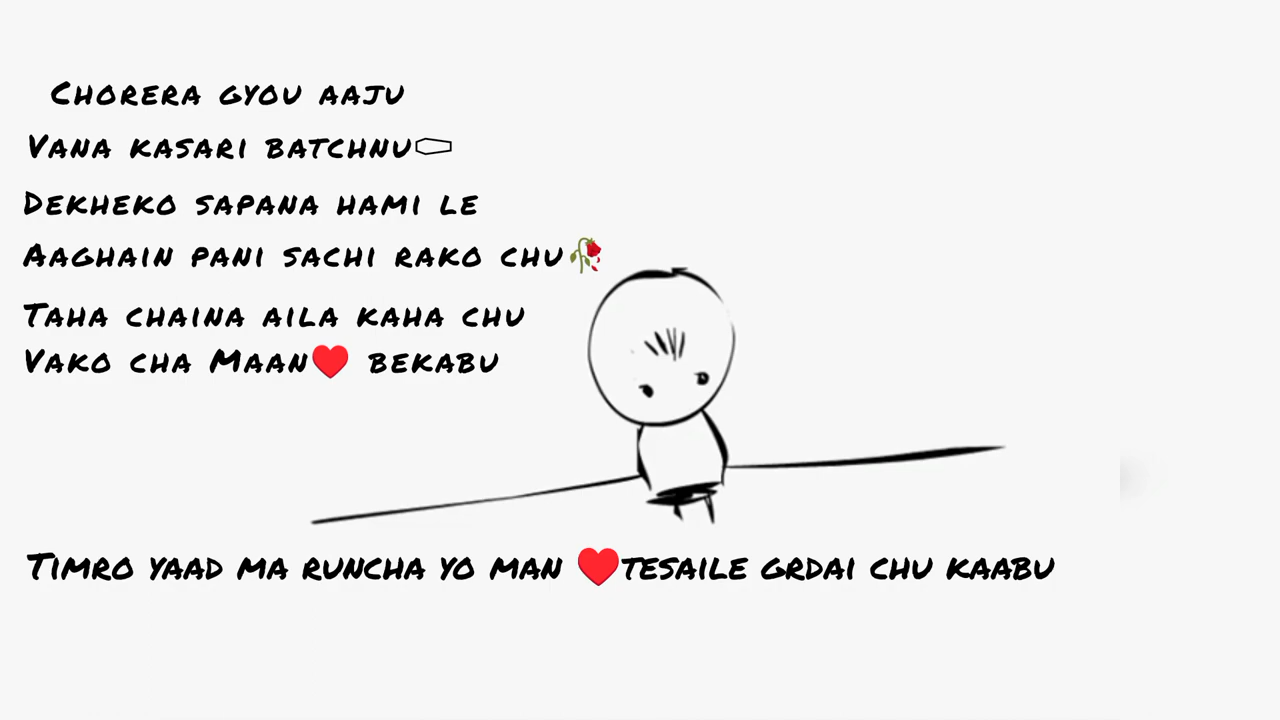 Chorera gyou aaju
Vana kasari batchnu
Dekheko sapana hami le
Aaghain pani sachi rako chu🥀
Taha chaina aila kaha chu
Vako cha Maan♥️ bekabu
Timro yaad ma runcha yo man ♥️tesaile grdai chu kaabu